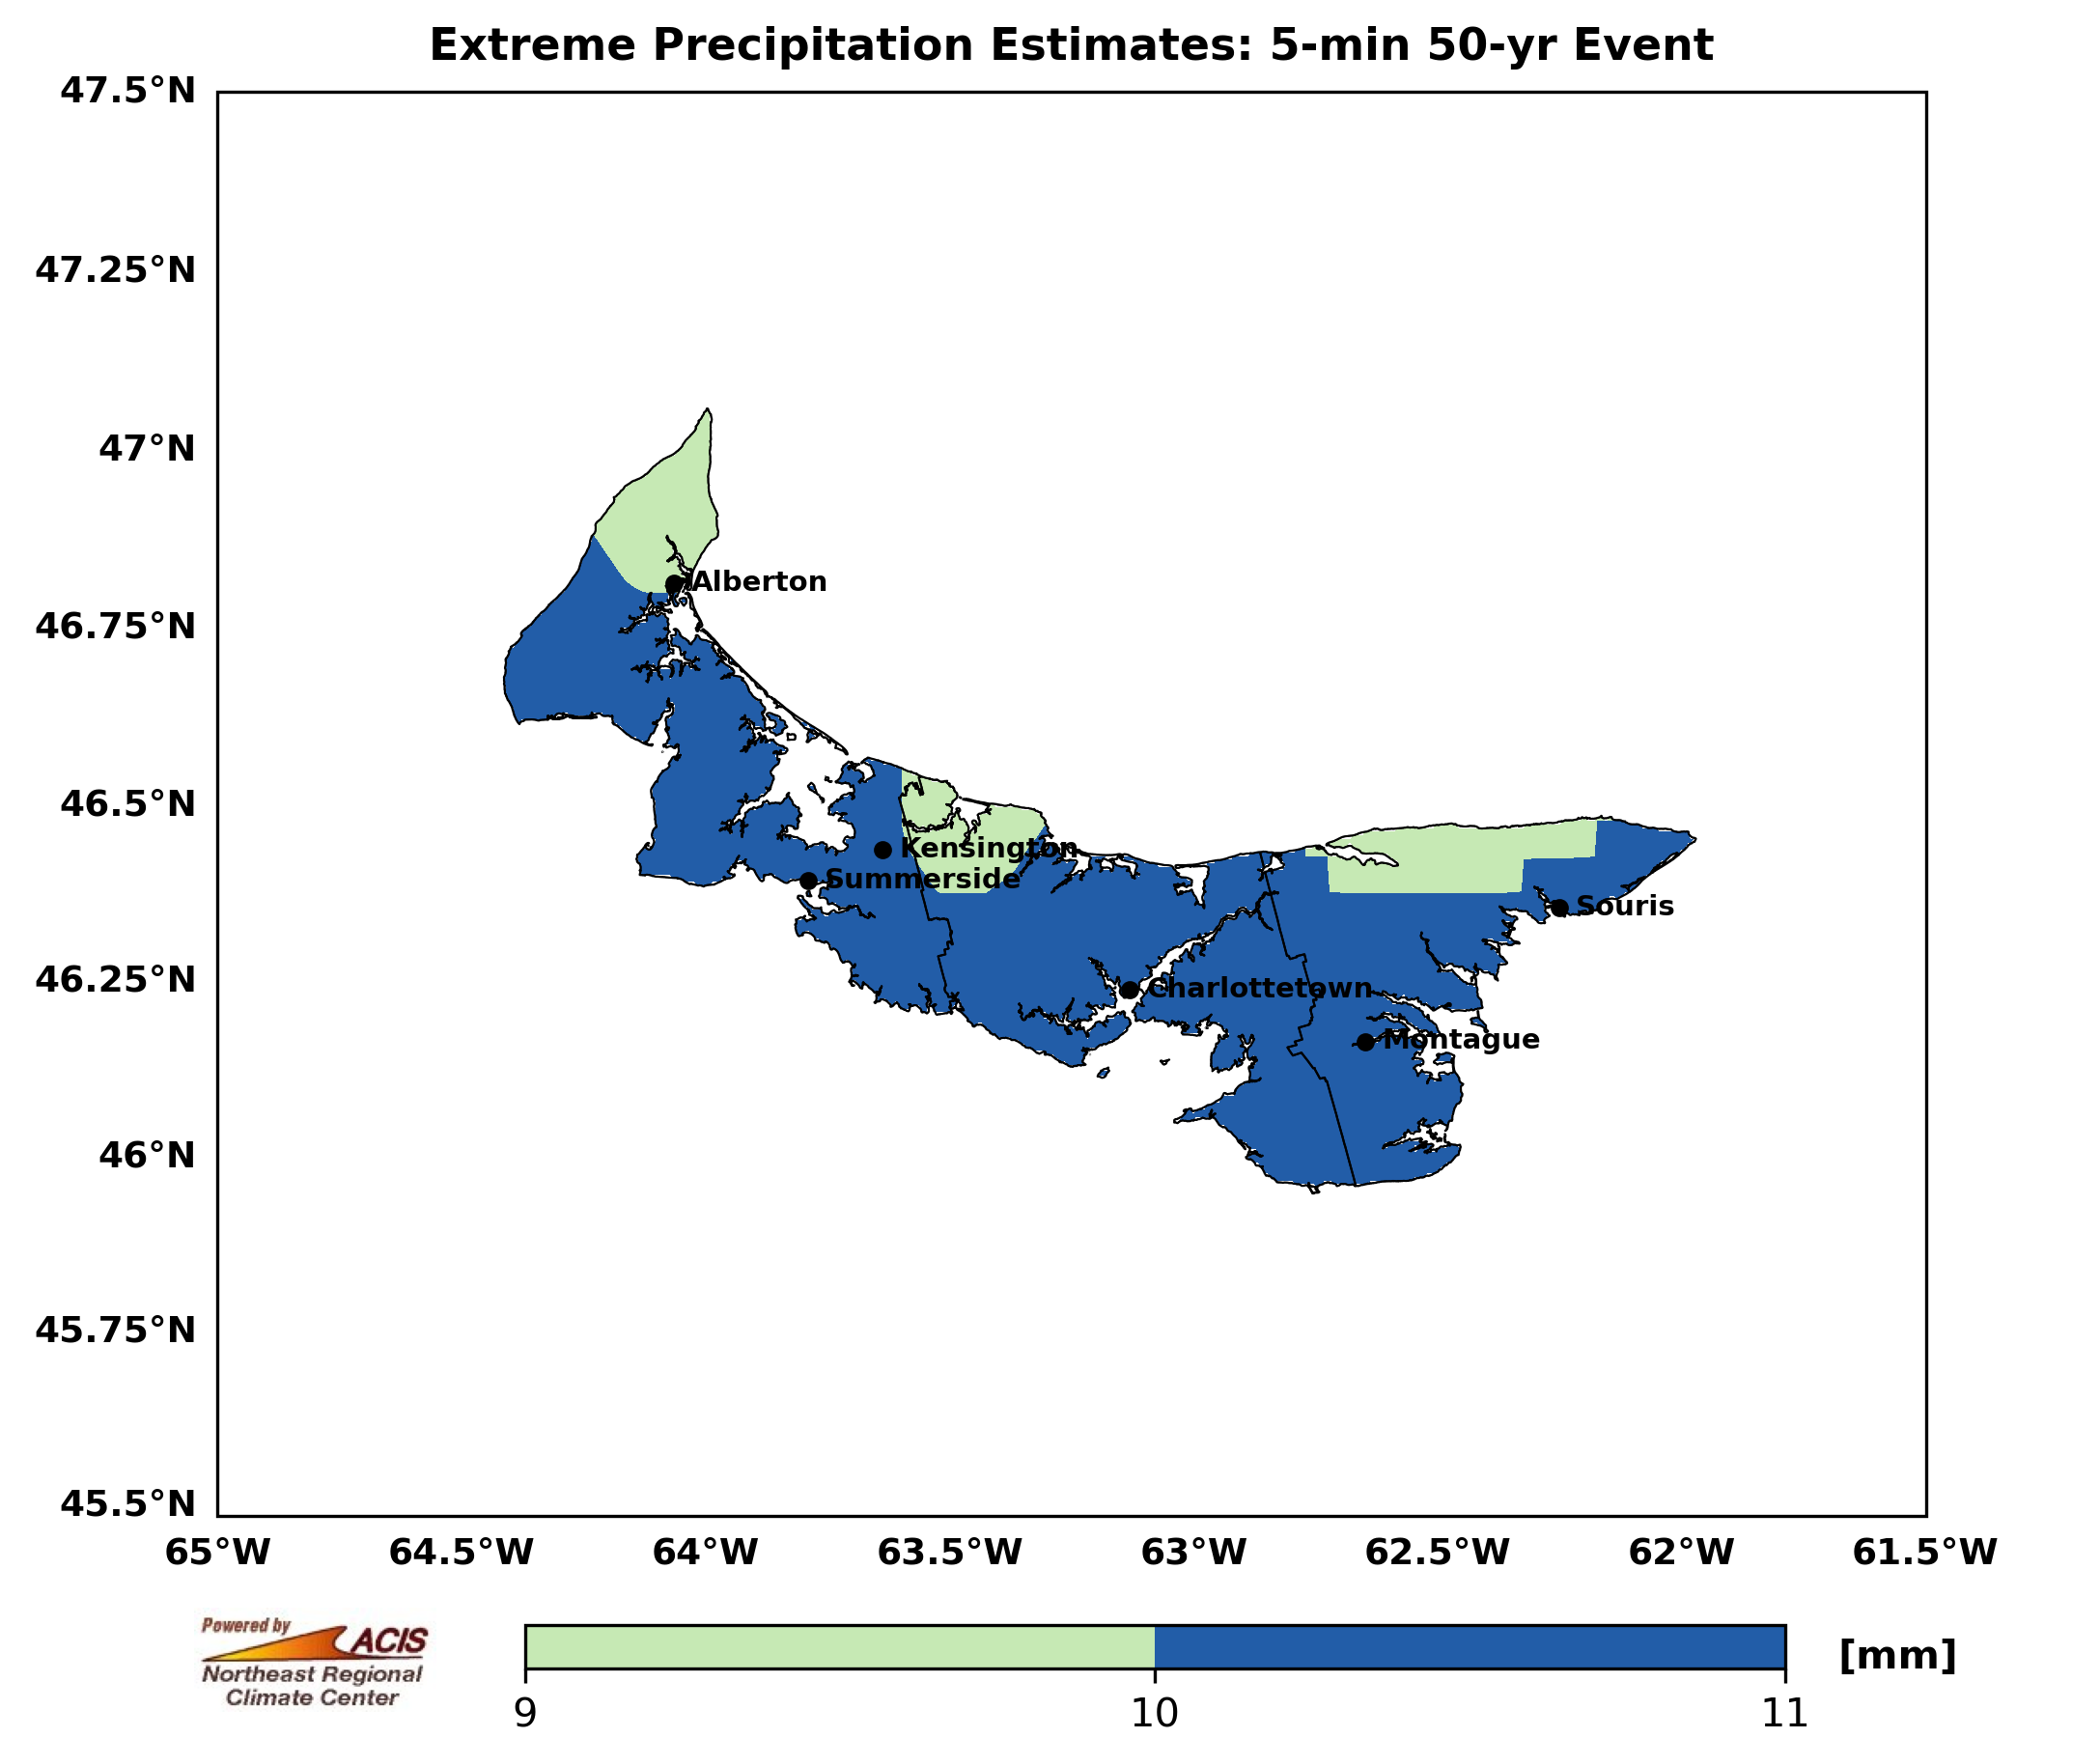 Extreme Precipitation Estimates: 5-min 50-yr Event
47.5°N
47.25°N
47°N
46.75°N
46.5°N
46.25°N
46°N
45.75°N
45.5°N
Alberton
Kensington
Summerside
Souris
Charlottetown
Montague
65°W 64.5°W 64°W 63.5°W 63°W 62.5°W 62°W 61.5°W
Powered by
ACIS
Northeast Regional
Climate Center
[mm]
9 10 11